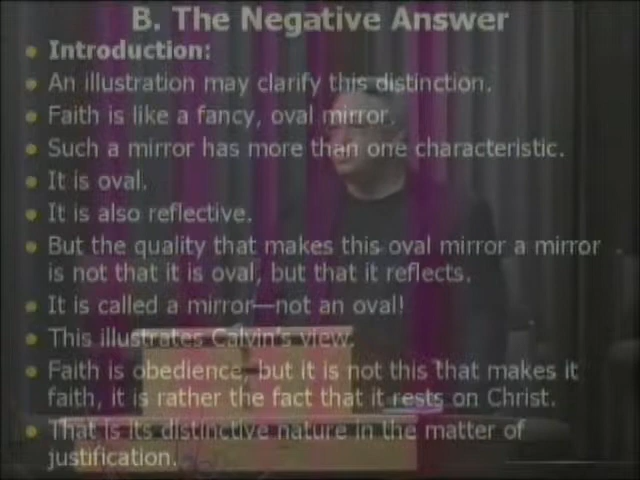 B. The Negative Answer
Introduction:
An illustration may clarify this distinction.
Faith is like a fancy, oval mirror.
Such a mirror has more than one characteristic.
It is oval.
It is also reflective.
But the quality that makes this oval mirror a mirror
is not that it is oval, but that it reflects.
It is called a mirror—not an oval!
This illustrates Calvin's view.
Faith is obedience, but it is not this that makes it
faith, it is rather the fact that it rests on Christ.
That is its distinctive nature in the matter of
justification.